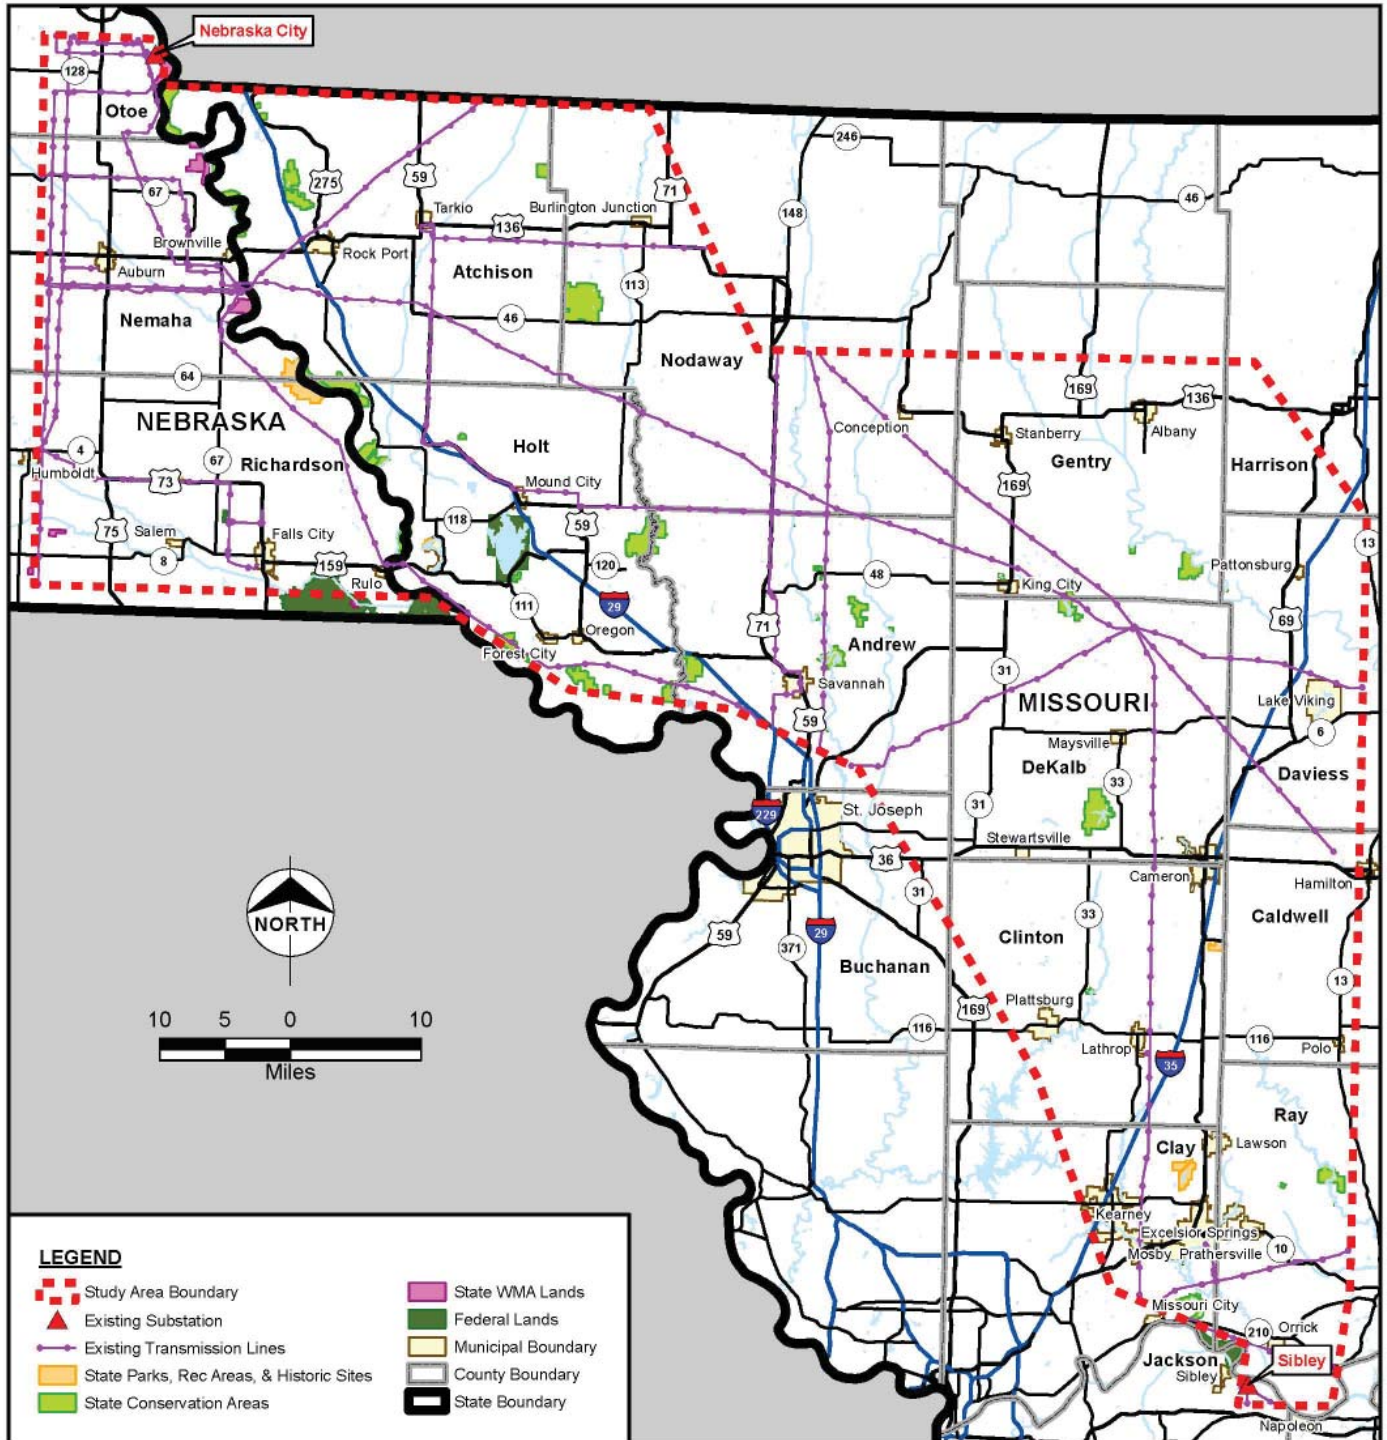 Nebraska City
128
Otoe
246
275
59
71
67
148
46
Tarkio
Burlington Junction
136
Brownville
Rock Port
Auburn
Atchison
113
Nemaha
46
Nodaway
64
169
136
NEBRASKA
Conception
Stanberry
Albany
4
67
Richardson
Holt
Gentry
Harrison
Humboldt
73
Mound City
169
118
59
75
Salem
Falls City
13
8
159
120
48
Pattonsburg
Rulo
King City
111
29
71
69
Oregon
Andrew
Forest City
31
Savannah
MISSOURI
Lake Viking
59
6
Maysville
DeKalb
Daviess
33
229
St. Joseph
31
Stewartsville
36
Cameron
Hamilton
31
33
Caldwell
NORTH
59
371
29
Clinton
Buchanan
13
Plattsburg
169
10
5
0
10
116
116
Lathrop
Polo
Miles
35
Ray
Clay
Lawson
Kearney
Excelsior Springs
Mosby
Prathersville
10
Missouri City
210
Orrick
Jackson
Sibley
Sibley
Napoleon
LEGEND
Study Area Boundary
Existing Substation
Existing Transmission Lines
State Parks, Rec Areas, & Historic Sites
State Conservation Areas
State WMA Lands
Federal Lands
Municipal Boundary
County Boundary
State Boundary